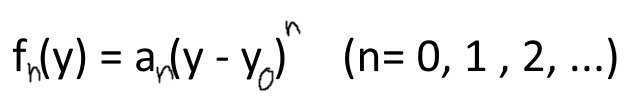 fₙ(y) = aₙ(y - y₀)ⁿ (n= 0, 1 , 2, ...)